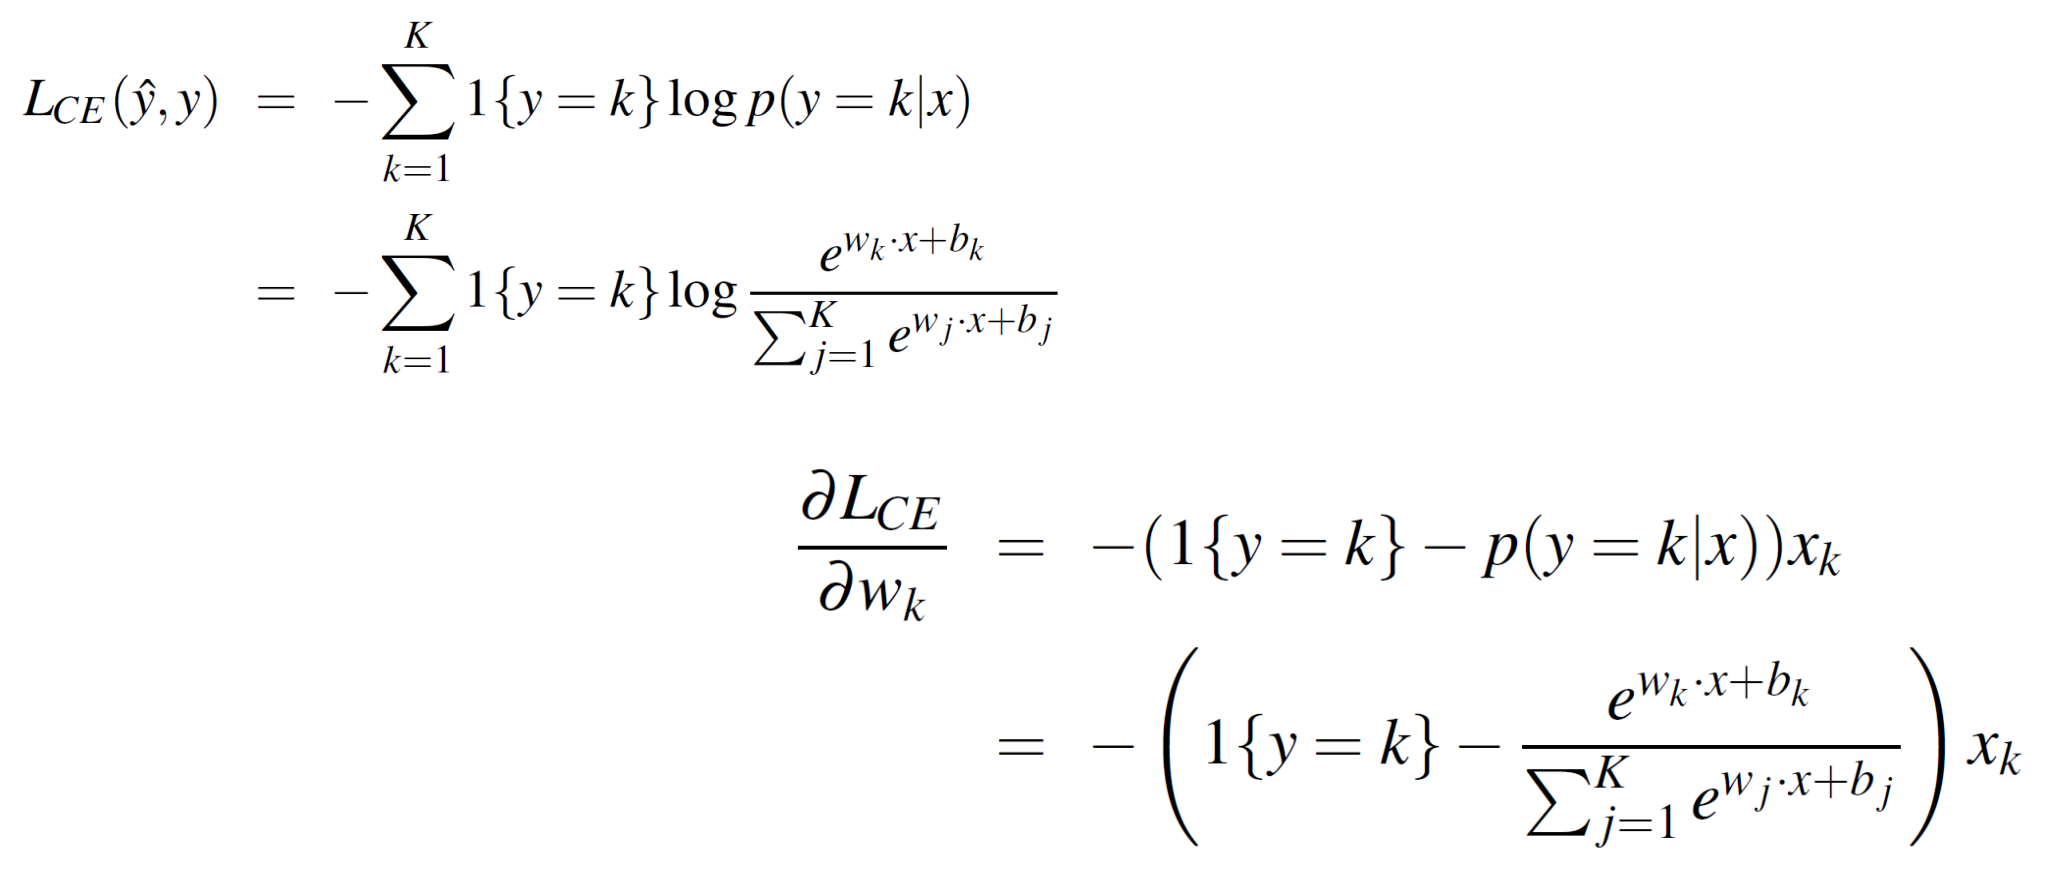 $L_{CE}(\hat{y}, y) = -\sum_{k=1}^{K} 1\{y = k\} \log p(y = k|x)$
$= -\sum_{k=1}^{K} 1\{y = k\} \log \frac{e^{w_k \cdot x + b_k}}{\sum_{j=1}^{K} e^{w_j \cdot x + b_j}}$
$\frac{\partial L_{CE}}{\partial w_k} = -(1\{y = k\} - p(y = k|x))x_k$
$= -\left(1\{y = k\} - \frac{e^{w_k \cdot x + b_k}}{\sum_{j=1}^{K} e^{w_j \cdot x + b_j}}\right) x_k$